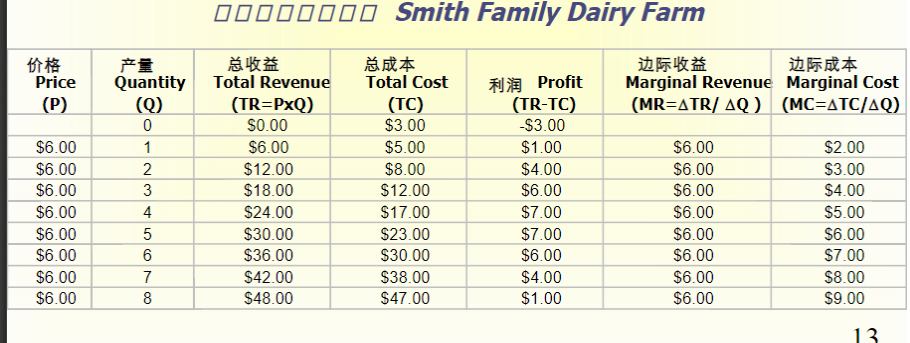 Smith Family Dairy Farm
价格 Price (P) 产量 Quantity (Q) 总收益 Total Revenue (TR=PxQ) 总成本 Total Cost (TC) 利润 Profit (TR-TC) 边际收益 Marginal Revenue (MR=△TR/ △Q ) 边际成本 Marginal Cost (MC=△TC/△Q)
0 $0.00 $3.00 -$3.00
$6.00 1 $6.00 $5.00 $1.00 $6.00 $2.00
$6.00 2 $12.00 $8.00 $4.00 $6.00 $3.00
$6.00 3 $18.00 $12.00 $6.00 $6.00 $4.00
$6.00 4 $24.00 $17.00 $7.00 $6.00 $5.00
$6.00 5 $30.00 $23.00 $7.00 $6.00 $6.00
$6.00 6 $36.00 $30.00 $6.00 $6.00 $7.00
$6.00 7 $42.00 $38.00 $4.00 $6.00 $8.00
$6.00 8 $48.00 $47.00 $1.00 $6.00 $9.00
13